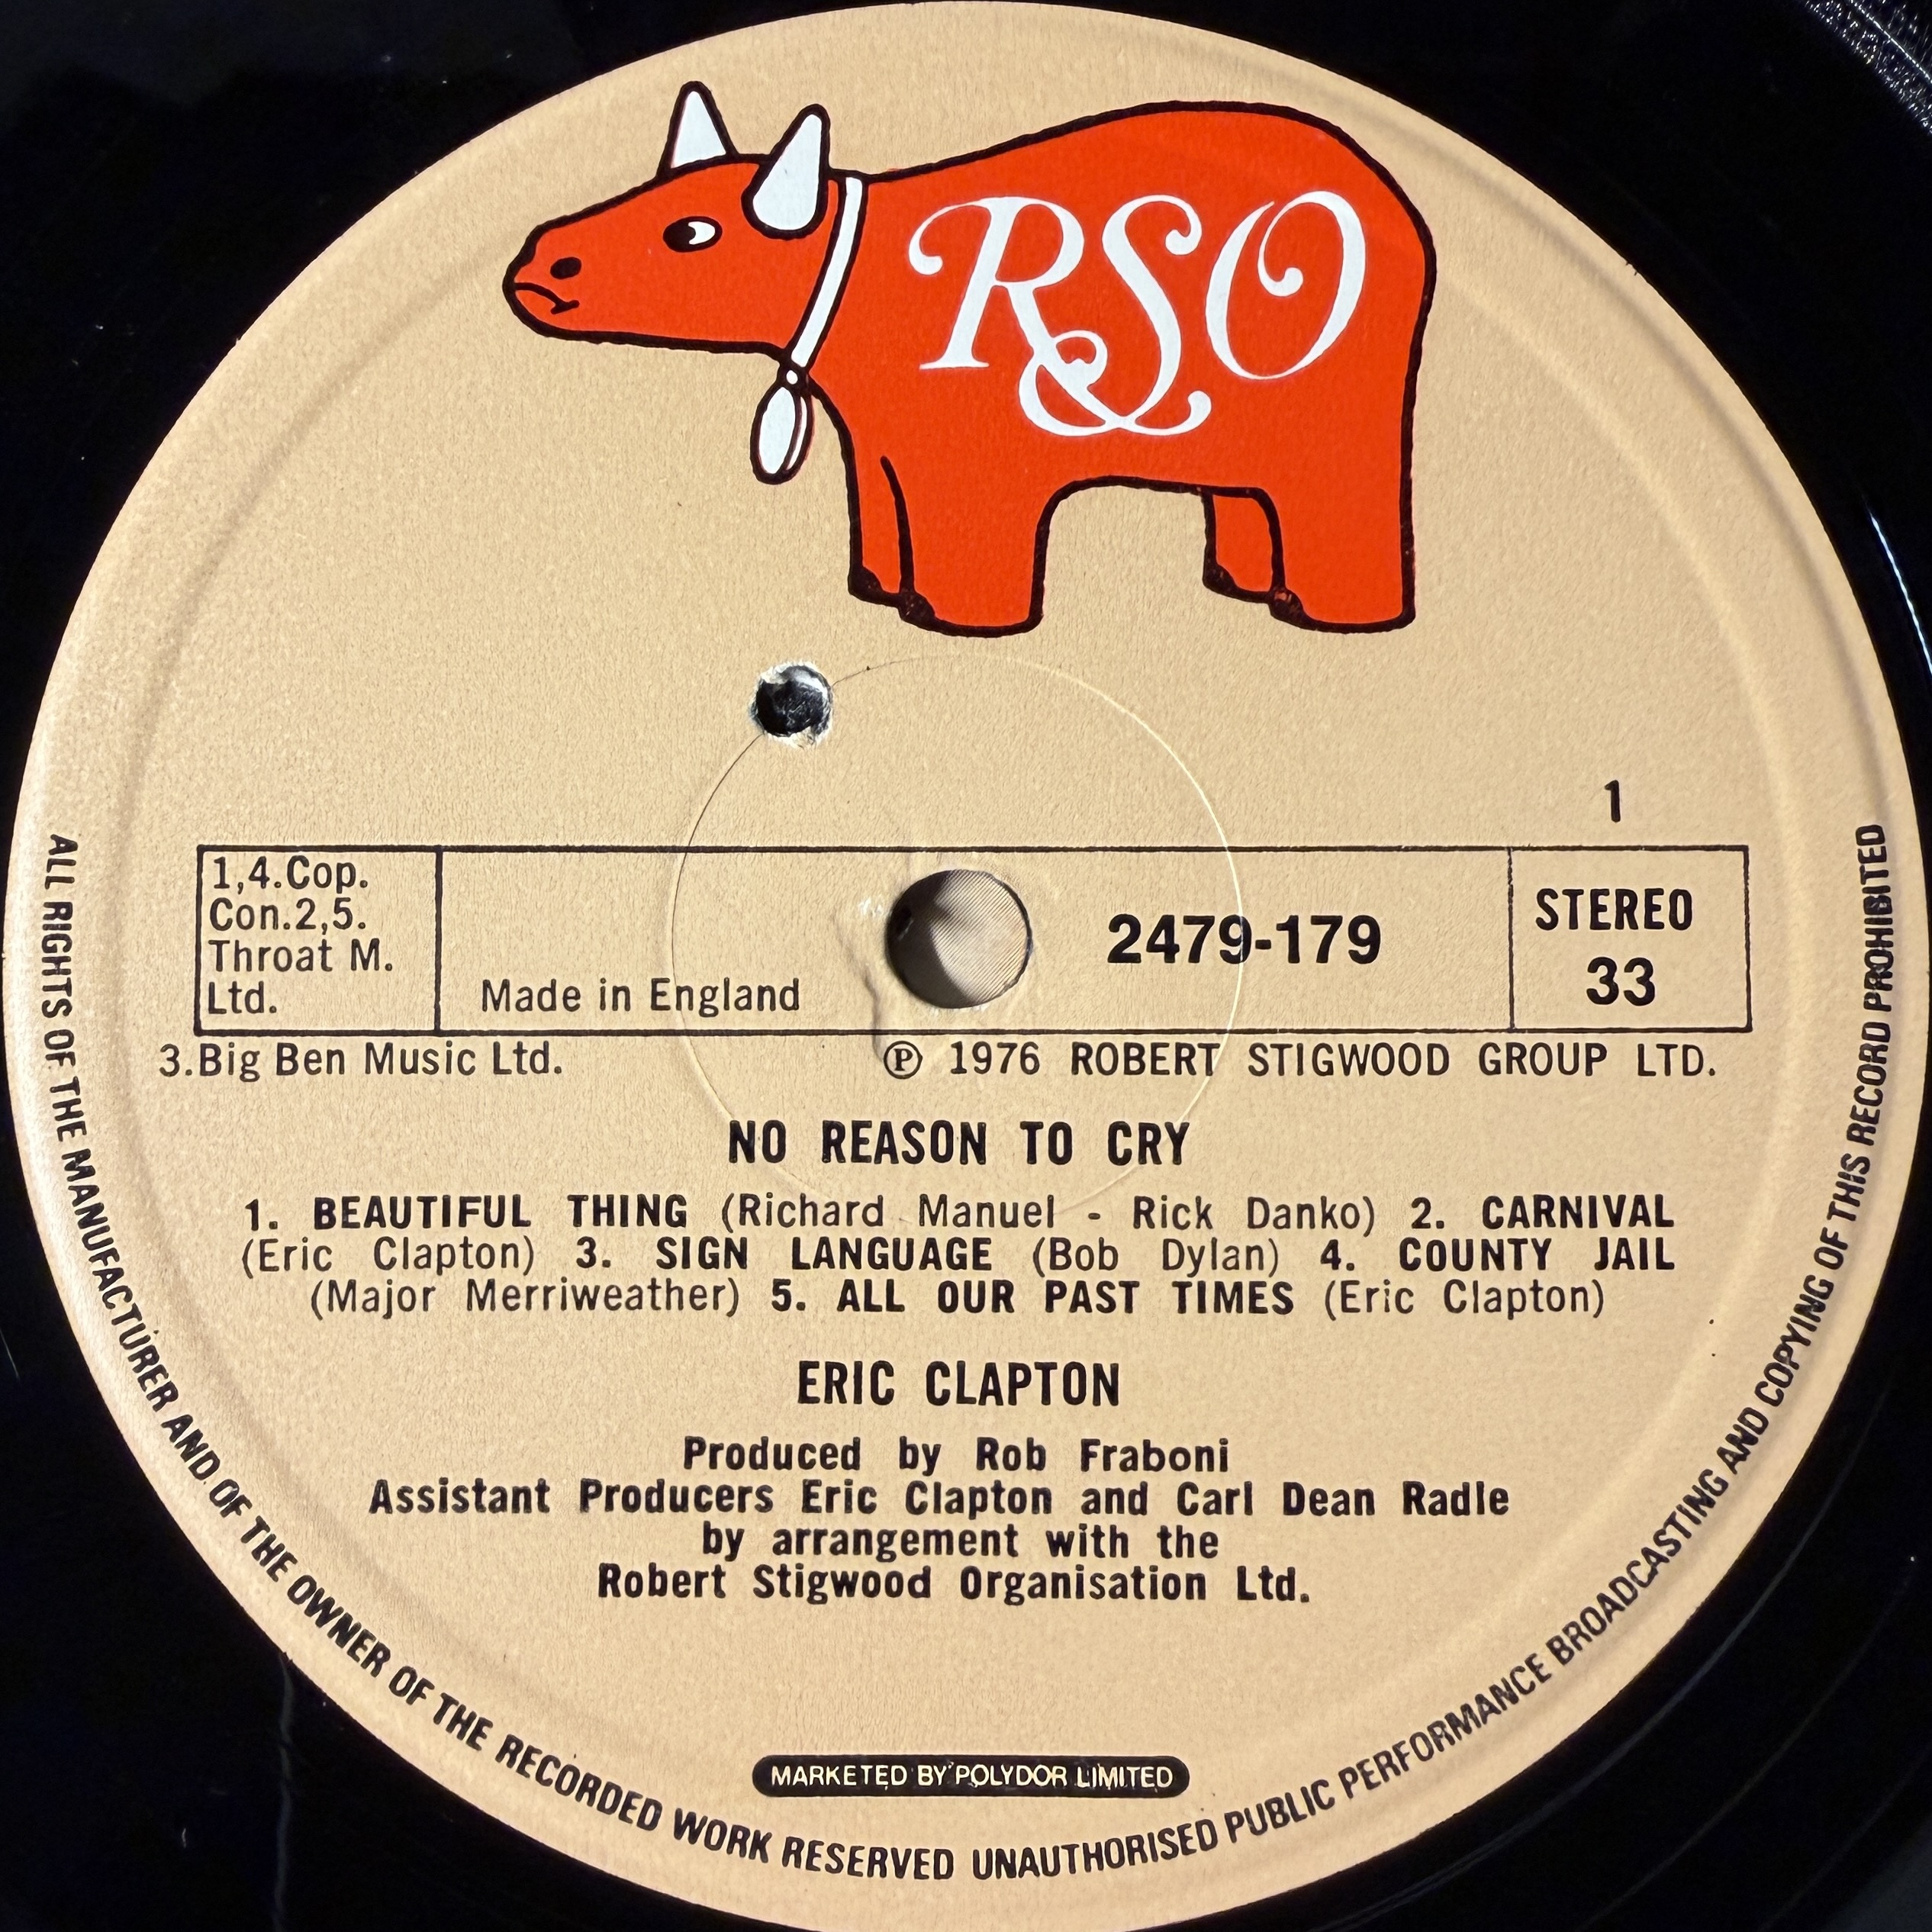 RSO
1
1,4.Cop.
Con.2,5.
Throat M.
Ltd.
Made in England
2479-179
STEREO
33
3.Big Ben Music Ltd.
Ⓟ 1976 ROBERT STIGWOOD GROUP LTD.
NO REASON TO CRY
1. BEAUTIFUL THING (Richard Manuel - Rick Danko) 2. CARNIVAL
(Eric Clapton) 3. SIGN LANGUAGE (Bob Dylan) 4. COUNTY JAIL
(Major Merriweather) 5. ALL OUR PAST TIMES (Eric Clapton)
ERIC CLAPTON
Produced by Rob Fraboni
Assistant Producers Eric Clapton and Carl Dean Radle
by arrangement with the
Robert Stigwood Organisation Ltd.
MARKETED BY POLYDOR LIMITED
ALL RIGHTS OF THE MANUFACTURER AND OF THE OWNER OF THE RECORDED WORK RESERVED UNAUTHORISED PUBLIC PERFORMANCE BROADCASTING AND COPYING OF THIS RECORD PROHIBITED